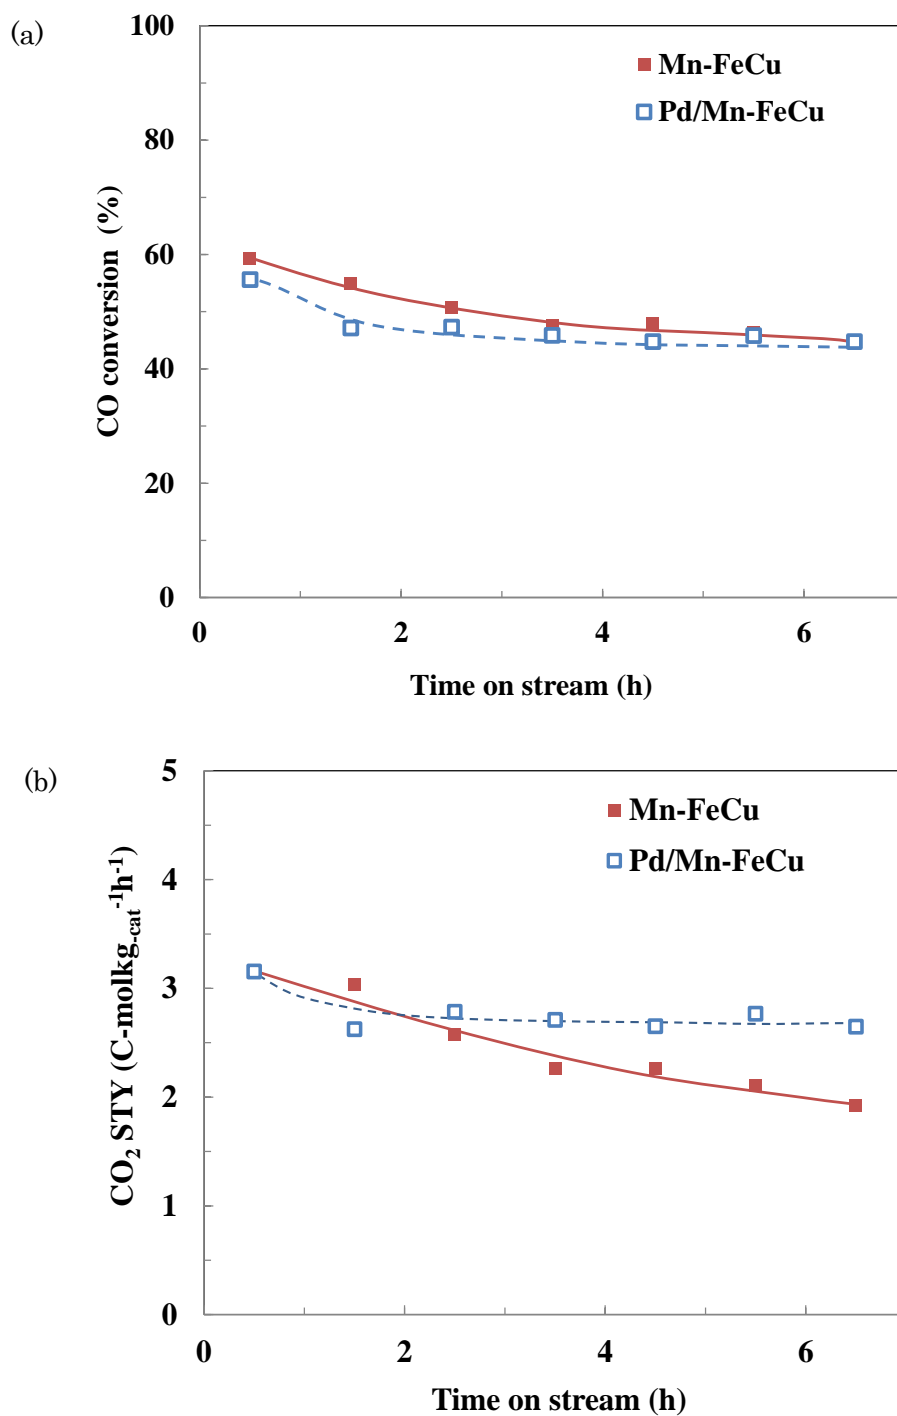 (a)
100
80
60
40
20
0
CO conversion (%)
Mn-FeCu
Pd/Mn-FeCu
0 2 4 6
Time on stream (h)
(b)
5
4
3
2
1
0
CO₂ STY (C-molkg₋cat⁻¹h⁻¹)
Mn-FeCu
Pd/Mn-FeCu
0 2 4 6
Time on stream (h)